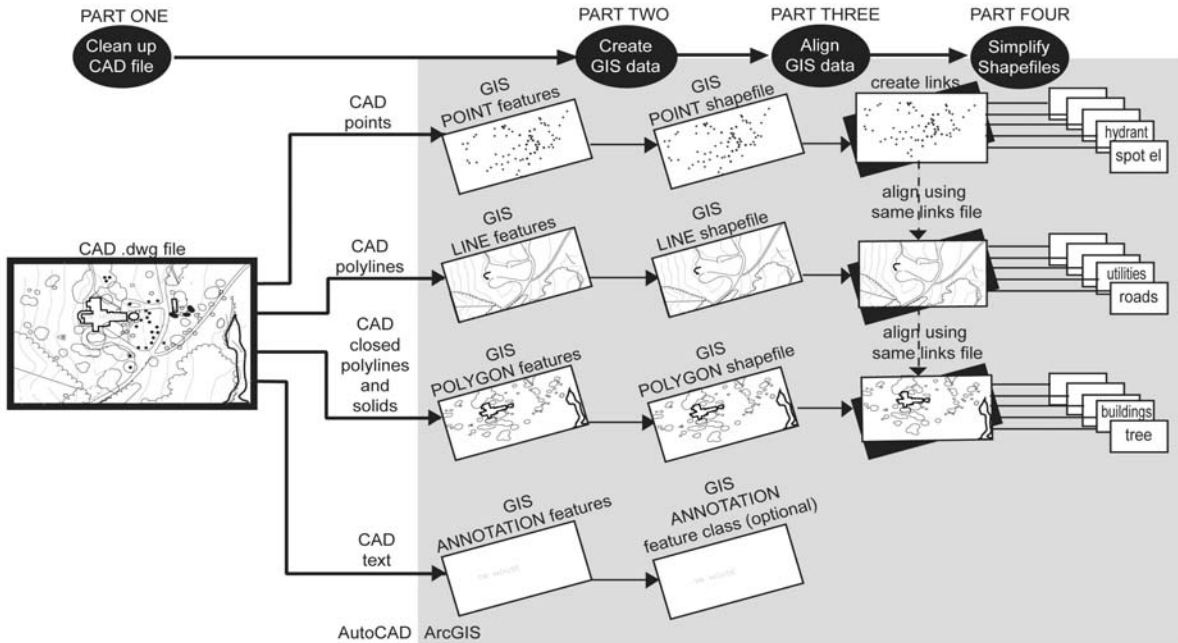 PART ONE
PART TWO
PART THREE
PART FOUR
Clean up
CAD file
Create
GIS data
Align
GIS data
Simplify
Shapefiles
CAD
points
GIS
POINT features
GIS
POINT shapefile
create links
hydrant
spot el
align using
same links file
CAD .dwg file
CAD
polylines
GIS
LINE features
GIS
LINE shapefile
utilities
roads
align using
same links file
CAD
closed
polylines
and
solids
GIS
POLYGON features
GIS
POLYGON shapefile
buildings
tree
CAD
text
GIS
ANNOTATION features
GIS
ANNOTATION
feature class (optional)
AutoCAD
ArcGIS